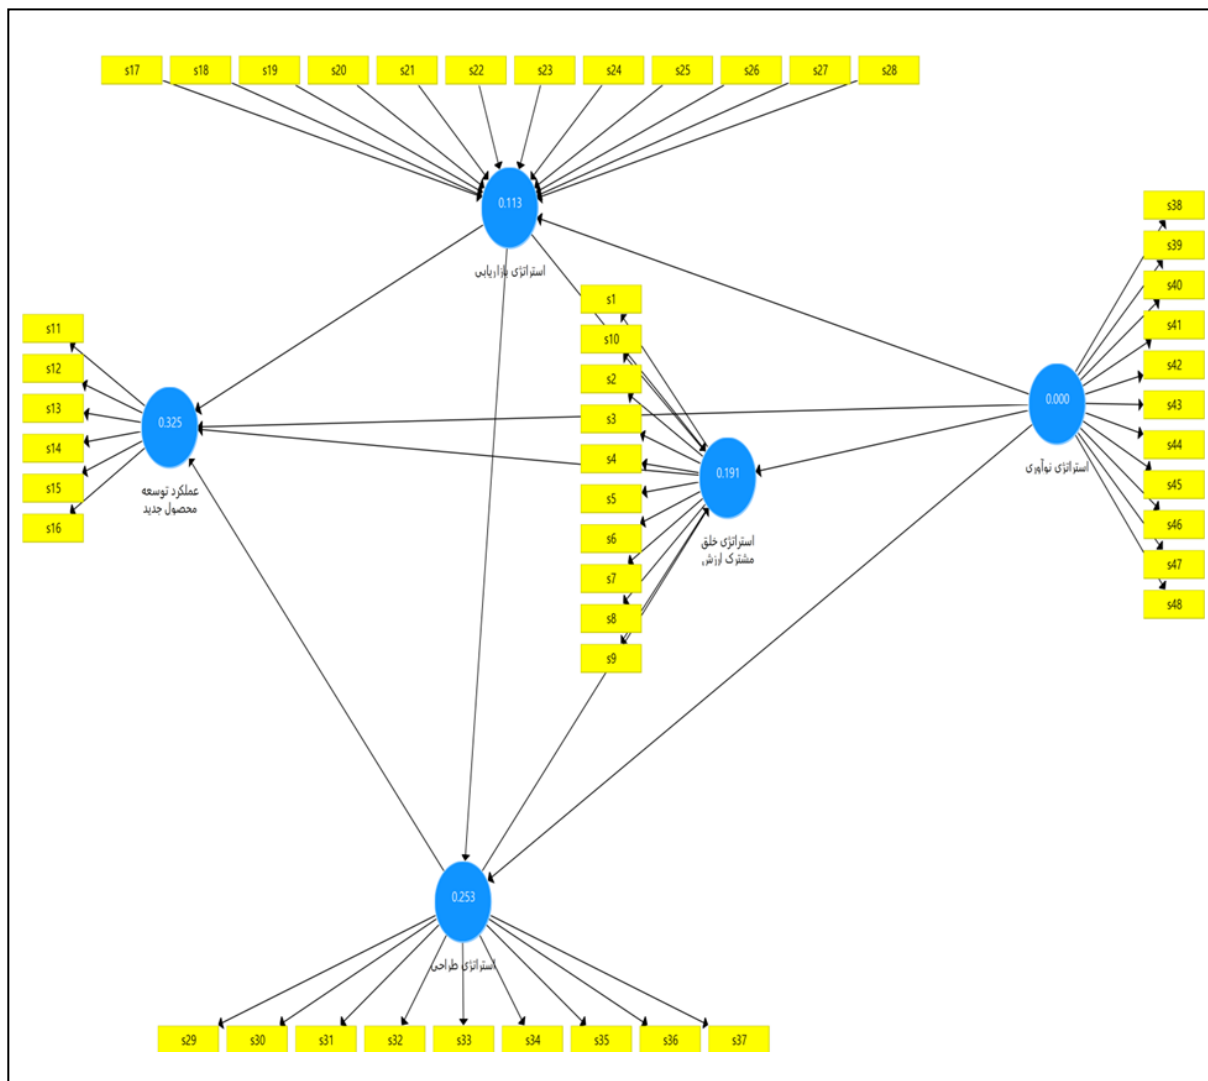 s17 s18 s19 s20 s21 s22 s23 s24 s25 s26 s27 s28
0.113
استراتژی بازاریابی
s38
s39
s40
s41
s42
s43
s44
s45
s46
s47
s48
0.000
استراتژی نوآوری
s1
s10
s2
s3
s4
s5
s6
s7
s8
s9
0.191
استراتژی خلق
مشترک ارزش
s11
s12
s13
s14
s15
s16
0.325
عملکرد توسعه
محصول جدید
0.253
استراتژی طراحی
s29 s30 s31 s32 s33 s34 s35 s36 s37